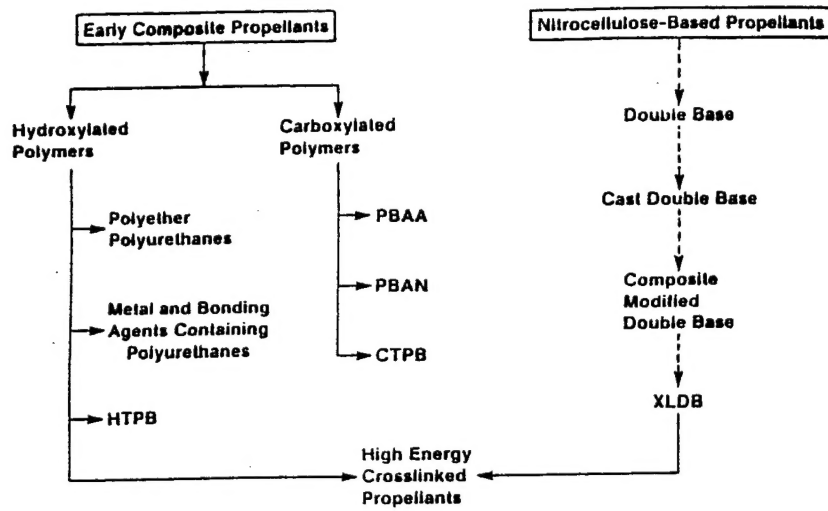 Early Composite Propellants
Nitrocellulose-Based Propellants
Hydroxylated
Polymers
Carboxylated
Polymers
Double Base
Polyether
Polyurethanes
PBAA
Cast Double Base
Metal and Bonding
Agents Containing
Polyurethanes
PBAN
Composite
Modified
Double Base
CTPB
HTPB
XLDB
High Energy
Crosslinked
Propellants